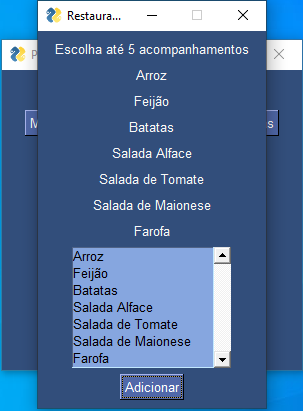 Restaura...
Escolha até 5 acompanhamentos
Arroz
Feijão
Batatas
Salada Alface
Salada de Tomate
Salada de Maionese
Farofa
Arroz
Feijão
Batatas
Salada Alface
Salada de Tomate
Salada de Maionese
Farofa
Adicionar